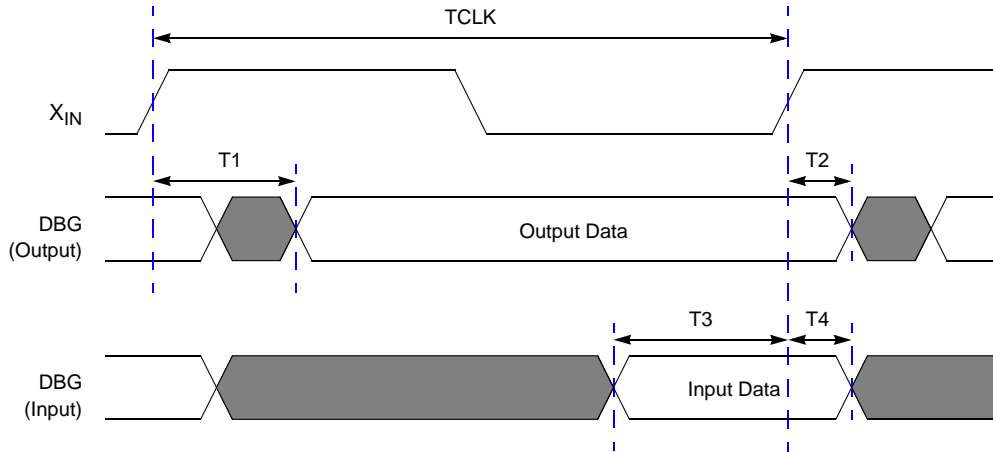 TCLK
XIN
T1
T2
DBG
(Output)
Output Data
T3
T4
DBG
(Input)
Input Data